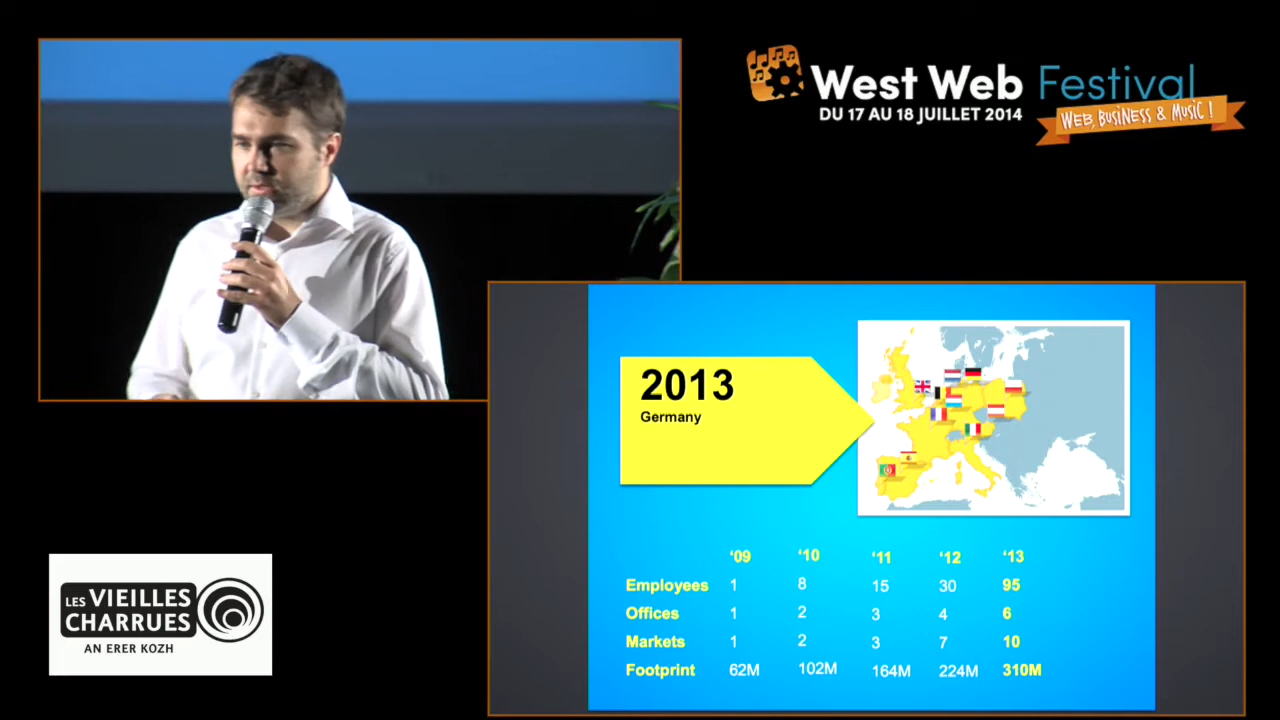 West Web Festival
DU 17 AU 18 JUILLET 2014
WEB, BUSINESS & MUSIC !
2013
Germany
‘09 ‘10 ‘11 ‘12 ‘13
Employees 1 8 15 30 95
Offices 1 2 3 4 6
Markets 1 2 3 7 10
Footprint 62M 102M 164M 224M 310M
LES VIEILLES
CHARRUES
AN ERER KOZH